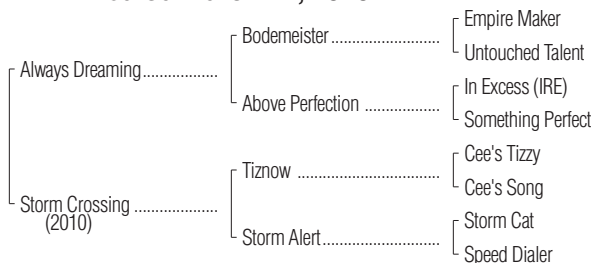 Empire Maker
Bodemeister
Untouched Talent
Always Dreaming
In Excess (IRE)
Above Perfection
Something Perfect
Cee's Tizzy
Tiznow
Cee's Song
Storm Crossing
(2010)
Storm Cat
Storm Alert
Speed Dialer